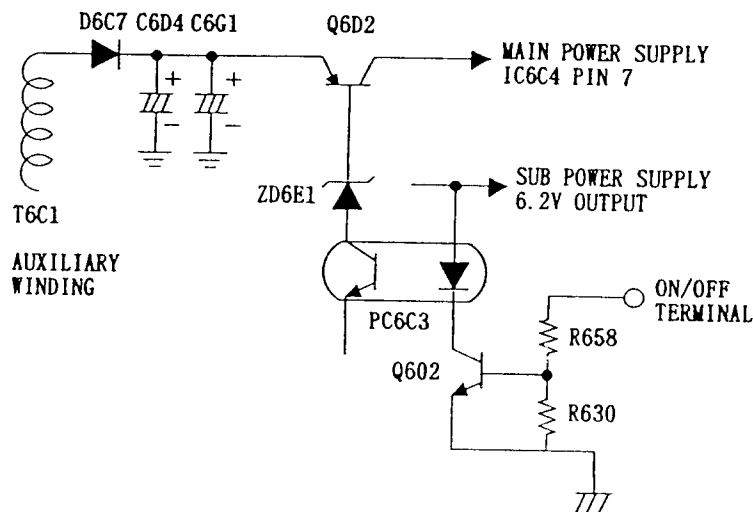 D6C7 C6D4 C6G1
Q6D2
MAIN POWER SUPPLY
IC6C4 PIN 7
+
+
-
-
ZD6E1
SUB POWER SUPPLY
6.2V OUTPUT
T6C1
AUXILIARY
WINDING
PC6C3
ON/OFF
TERMINAL
R658
Q602
R630